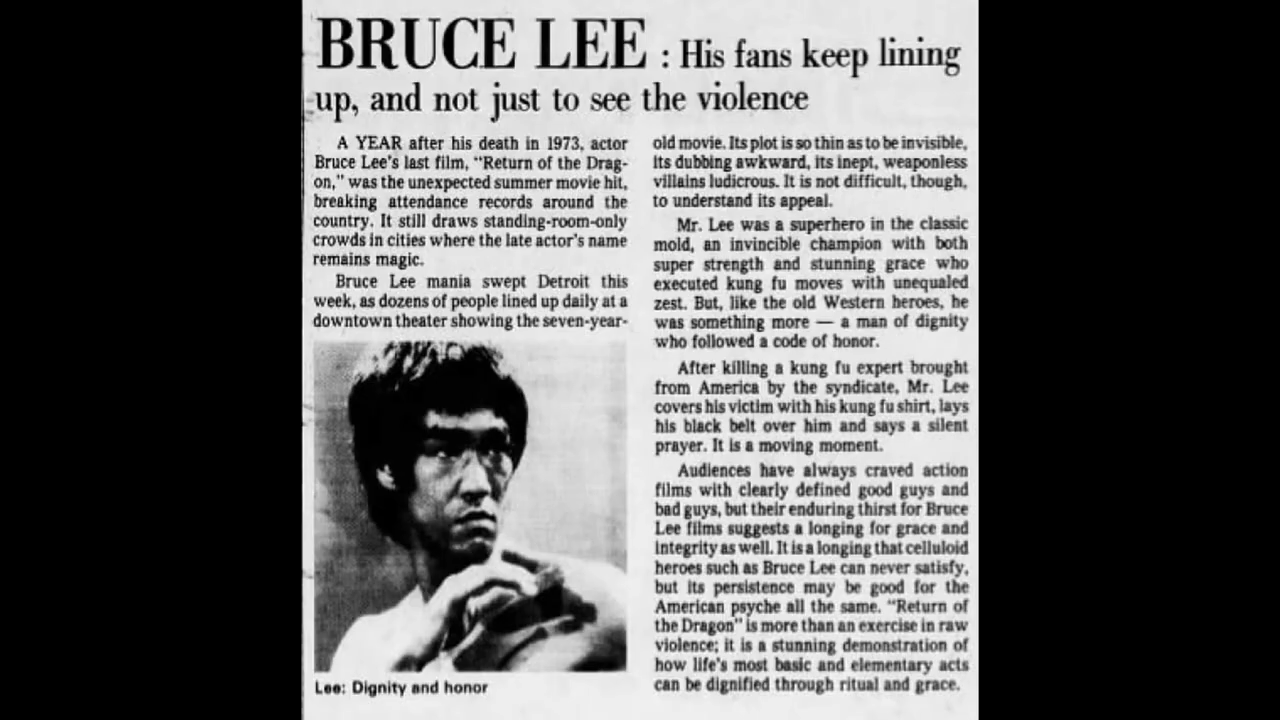 BRUCE LEE : His fans keep lining
up, and not just to see the violence
A YEAR after his death in 1973, actor
Bruce Lee's last film, "Return of the Drag-
on," was the unexpected summer movie hit,
breaking attendance records around the
country. It still draws standing-room-only
crowds in cities where the late actor's name
remains magic.
Bruce Lee mania swept Detroit this
week, as dozens of people lined up daily at a
downtown theater showing the seven-year-
Lee: Dignity and honor
old movie. Its plot is so thin as to be invisible,
its dubbing awkward, its inept, weaponless
villains ludicrous. It is not difficult, though,
to understand its appeal.
Mr. Lee was a superhero in the classic
mold, an invincible champion with both
super strength and stunning grace who
executed kung fu moves with unequaled
zest. But, like the old Western heroes, he
was something more — a man of dignity
who followed a code of honor.
After killing a kung fu expert brought
from America by the syndicate, Mr. Lee
covers his victim with his kung fu shirt, lays
his black belt over him and says a silent
prayer. It is a moving moment.
Audiences have always craved action
films with clearly defined good guys and
bad guys, but their enduring thirst for Bruce
Lee films suggests a longing for grace and
integrity as well. It is a longing that celluloid
heroes such as Bruce Lee can never satisfy,
but its persistence may be good for the
American psyche all the same. "Return of
the Dragon" is more than an exercise in raw
violence; it is a stunning demonstration of
how life's most basic and elementary acts
can be dignified through ritual and grace.